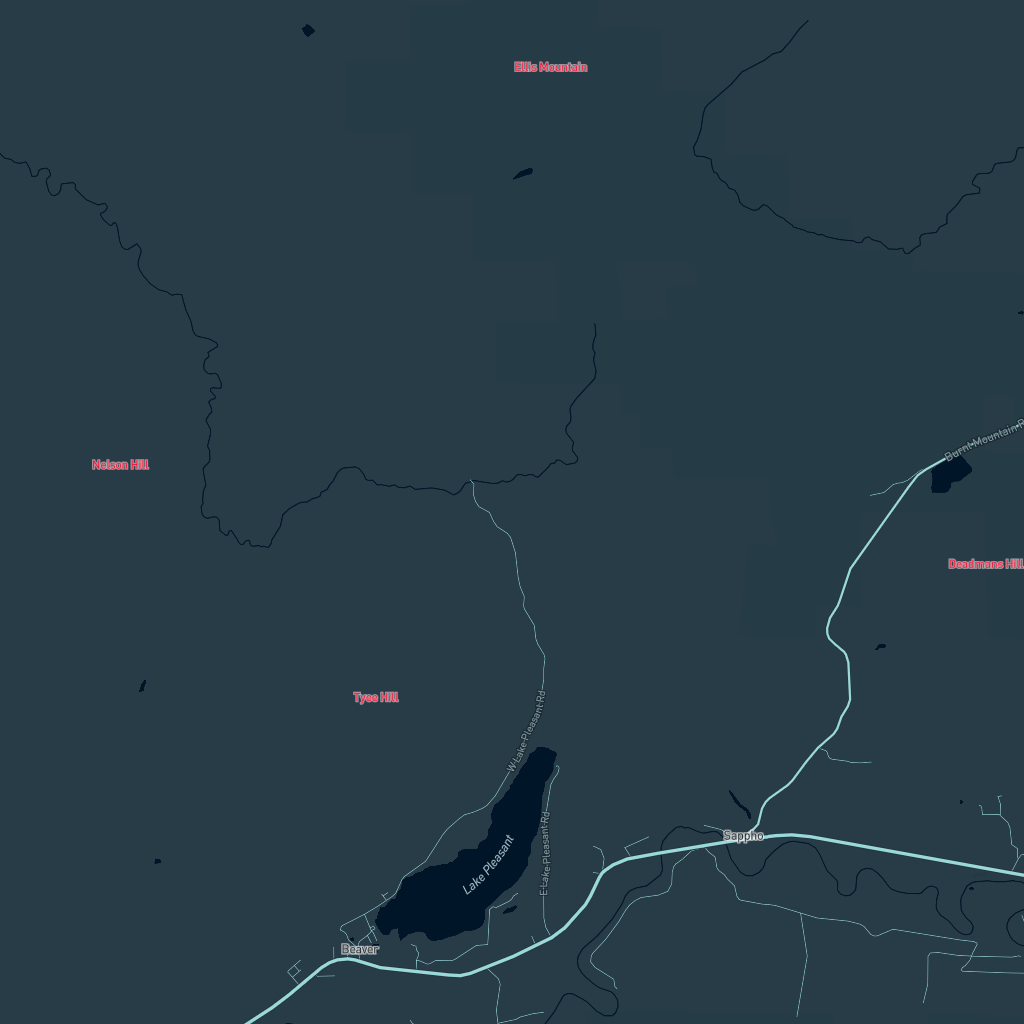 Ellis Mountain
Burnt Mountain
Nelson Hill
Deadmans Hill
Tyee Hill
W Lake Pleasant Rd
Lake Pleasant
E Lake Pleasant Rd
Sappho
Beaver